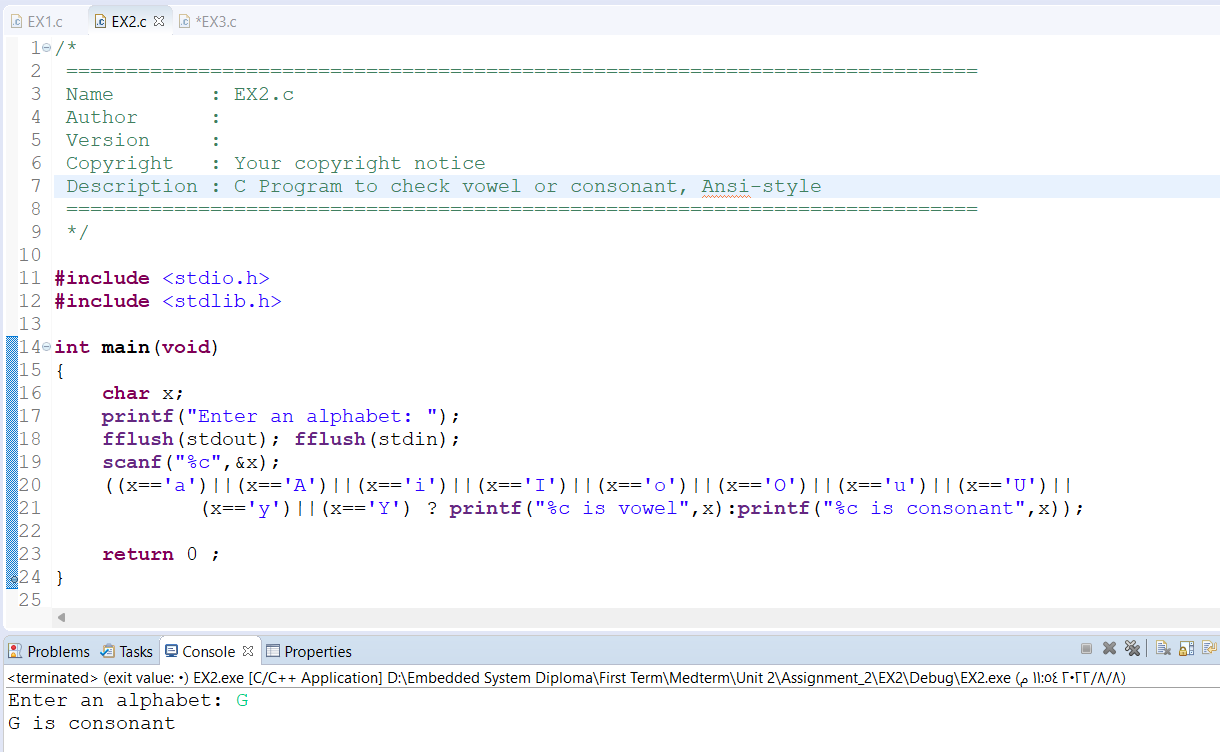 EX1.c EX2.c *EX3.c
1 /*
2 ============================================================================
3 Name : EX2.c
4 Author :
5 Version :
6 Copyright : Your copyright notice
7 Description : C Program to check vowel or consonant, Ansi-style
8 ============================================================================
9 */
10
11 #include <stdio.h>
12 #include <stdlib.h>
13
14 int main(void)
15 {
16 char x;
17 printf("Enter an alphabet: ");
18 fflush(stdout); fflush(stdin);
19 scanf("%c",&x);
20 ((x=='a')||(x=='A')||(x=='i')||(x=='I')||(x=='o')||(x=='O')||(x=='u')||(x=='U')||
21 (x=='y')||(x=='Y') ? printf("%c is vowel",x):printf("%c is consonant",x));
22
23 return 0 ;
24 }
25
Problems Tasks Console Properties
<terminated> (exit value: ٠) EX2.exe [C/C++ Application] D:\Embedded System Diploma\First Term\Medterm\Unit 2\Assignment_2\EX2\Debug\EX2.exe (٢٠٢٢/٨/٨ ١١:٥٤ م)
Enter an alphabet: G
G is consonant